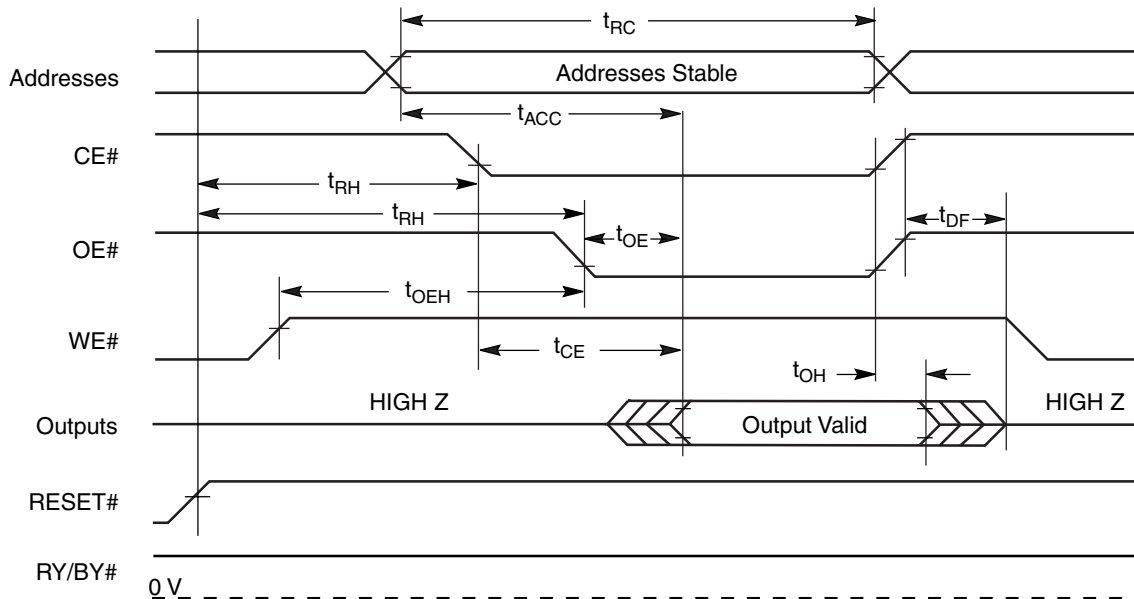 tRC
Addresses
Addresses Stable
tACC
CE#
tRH
tRH
tOE
tDF
OE#
tOEH
WE#
tCE
tOH
HIGH Z
HIGH Z
Outputs
Output Valid
RESET#
RY/BY#
0 V